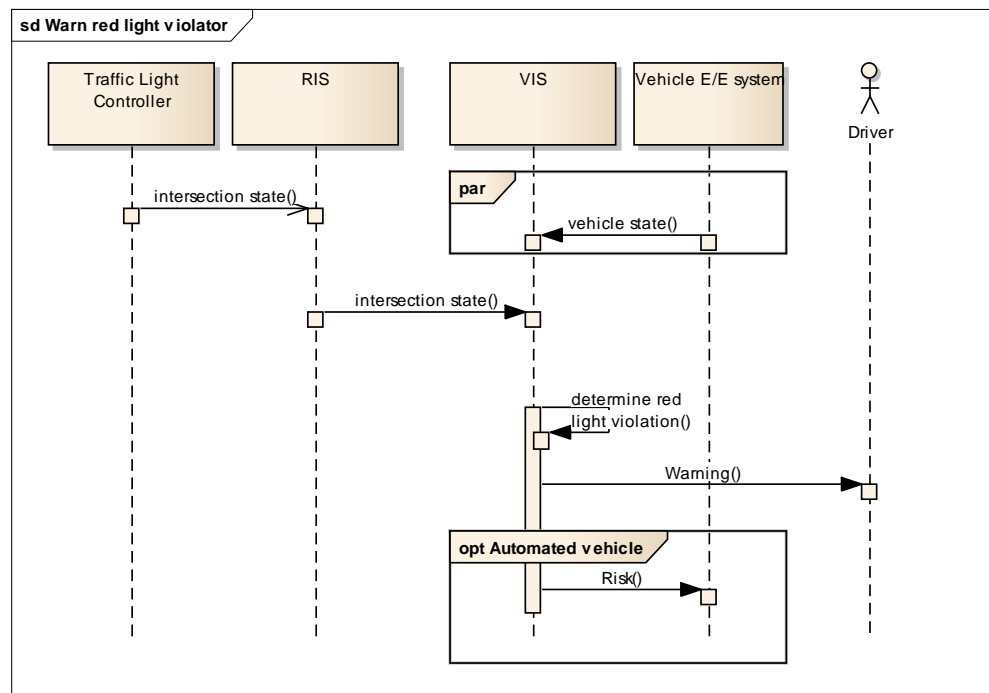 sd Warn red light violator
Traffic Light
Controller
RIS
VIS
Vehicle E/E system
Driver
par
intersection state()
vehicle state()
intersection state()
determine red
light violation()
Warning()
opt Automated vehicle
Risk()